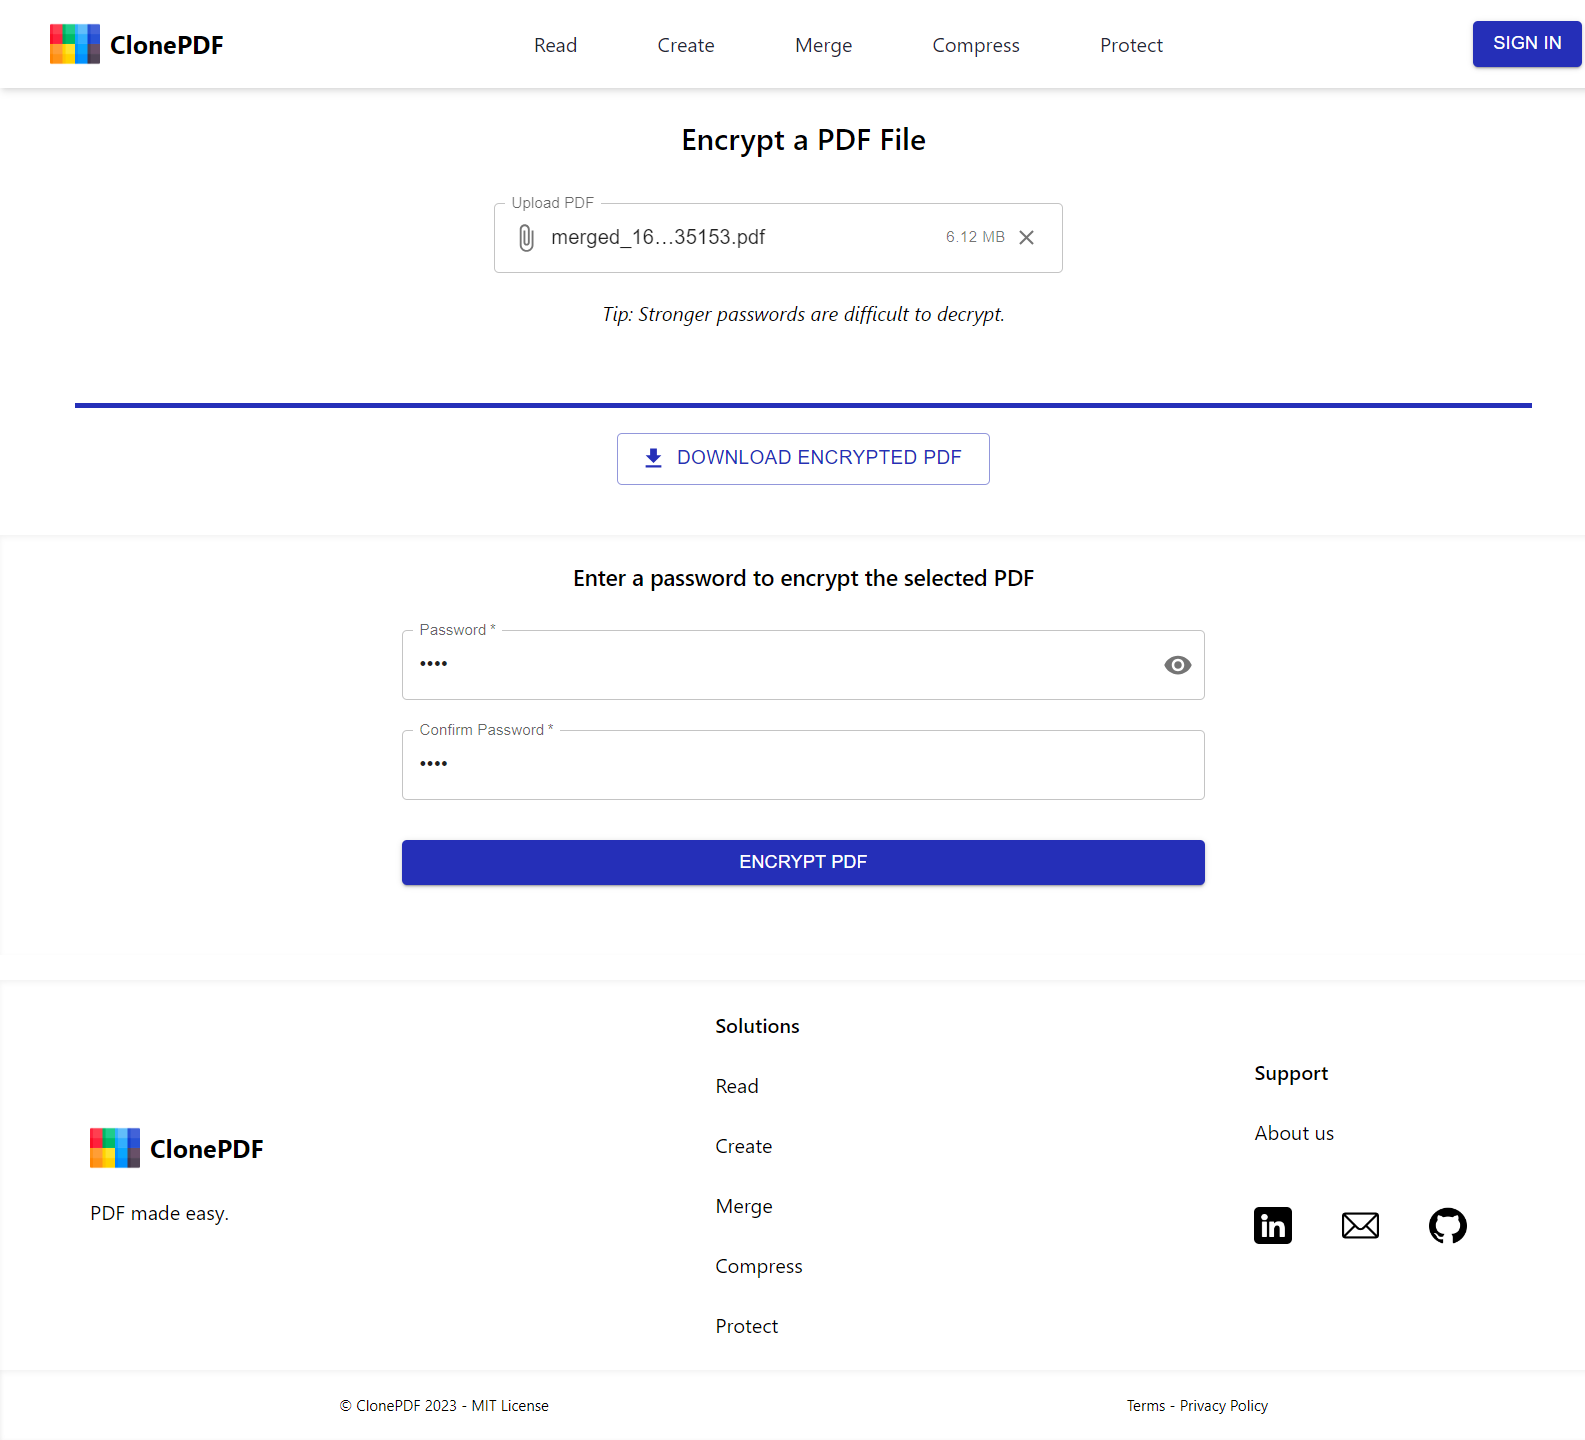 ClonePDF
Read
Create
Merge
Compress
Protect
SIGN IN
Encrypt a PDF File
Upload PDF
merged_16...35153.pdf
6.12 MB
Tip: Stronger passwords are difficult to decrypt.
DOWNLOAD ENCRYPTED PDF
Enter a password to encrypt the selected PDF
Password *
••••
Confirm Password *
••••
ENCRYPT PDF
ClonePDF
PDF made easy.
Solutions
Read
Create
Merge
Compress
Protect
Support
About us
in
© ClonePDF 2023 - MIT License
Terms - Privacy Policy